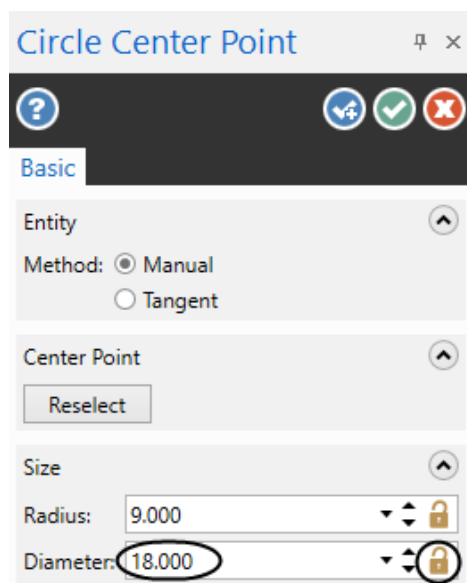 Circle Center Point
Basic
Entity
Method: Manual
Tangent
Center Point
Reselect
Size
Radius: 9.000
Diameter: 18.000